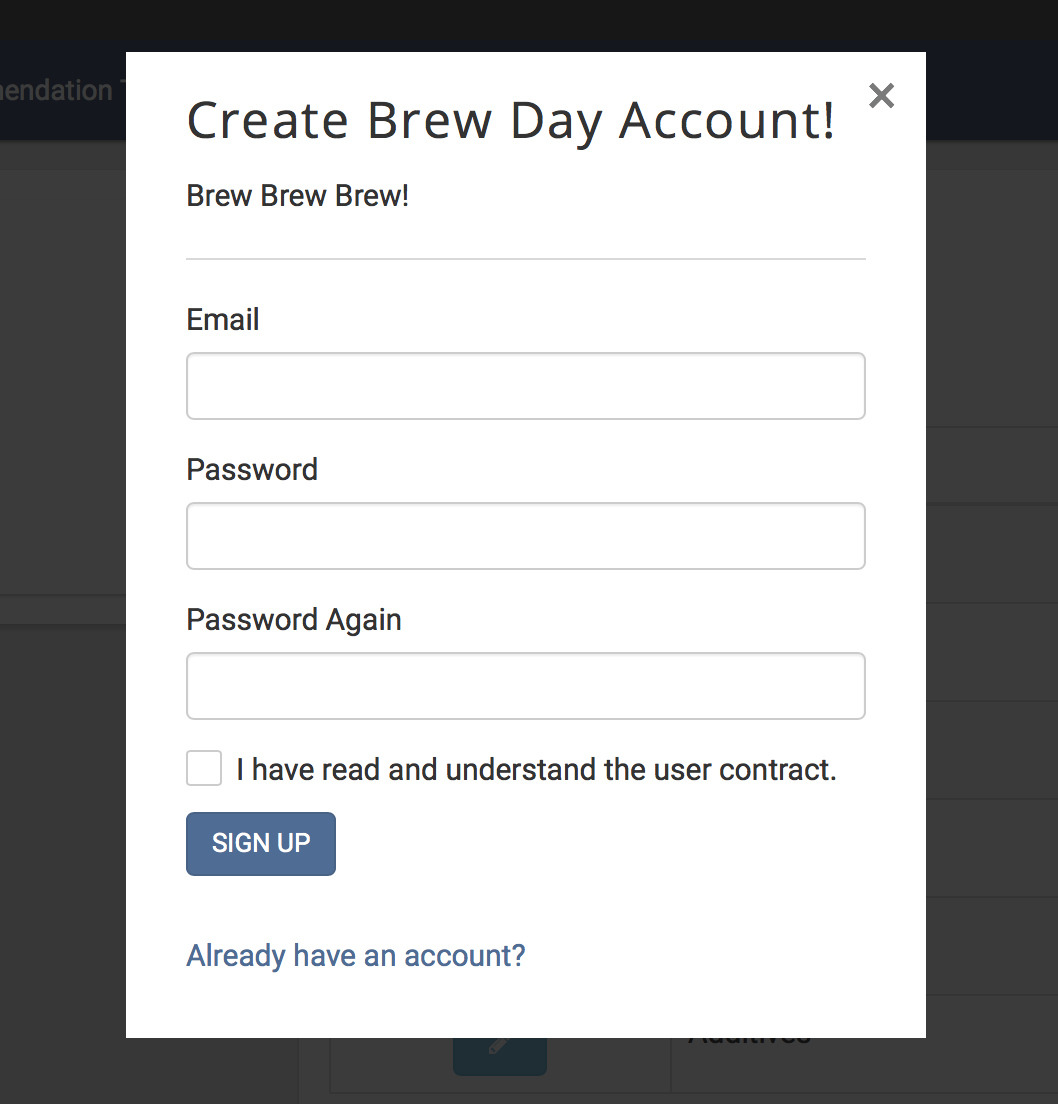 endation
Create Brew Day Account!
Brew Brew Brew!
Email
Password
Password Again
I have read and understand the user contract.
SIGN UP
Already have an account?
Additives